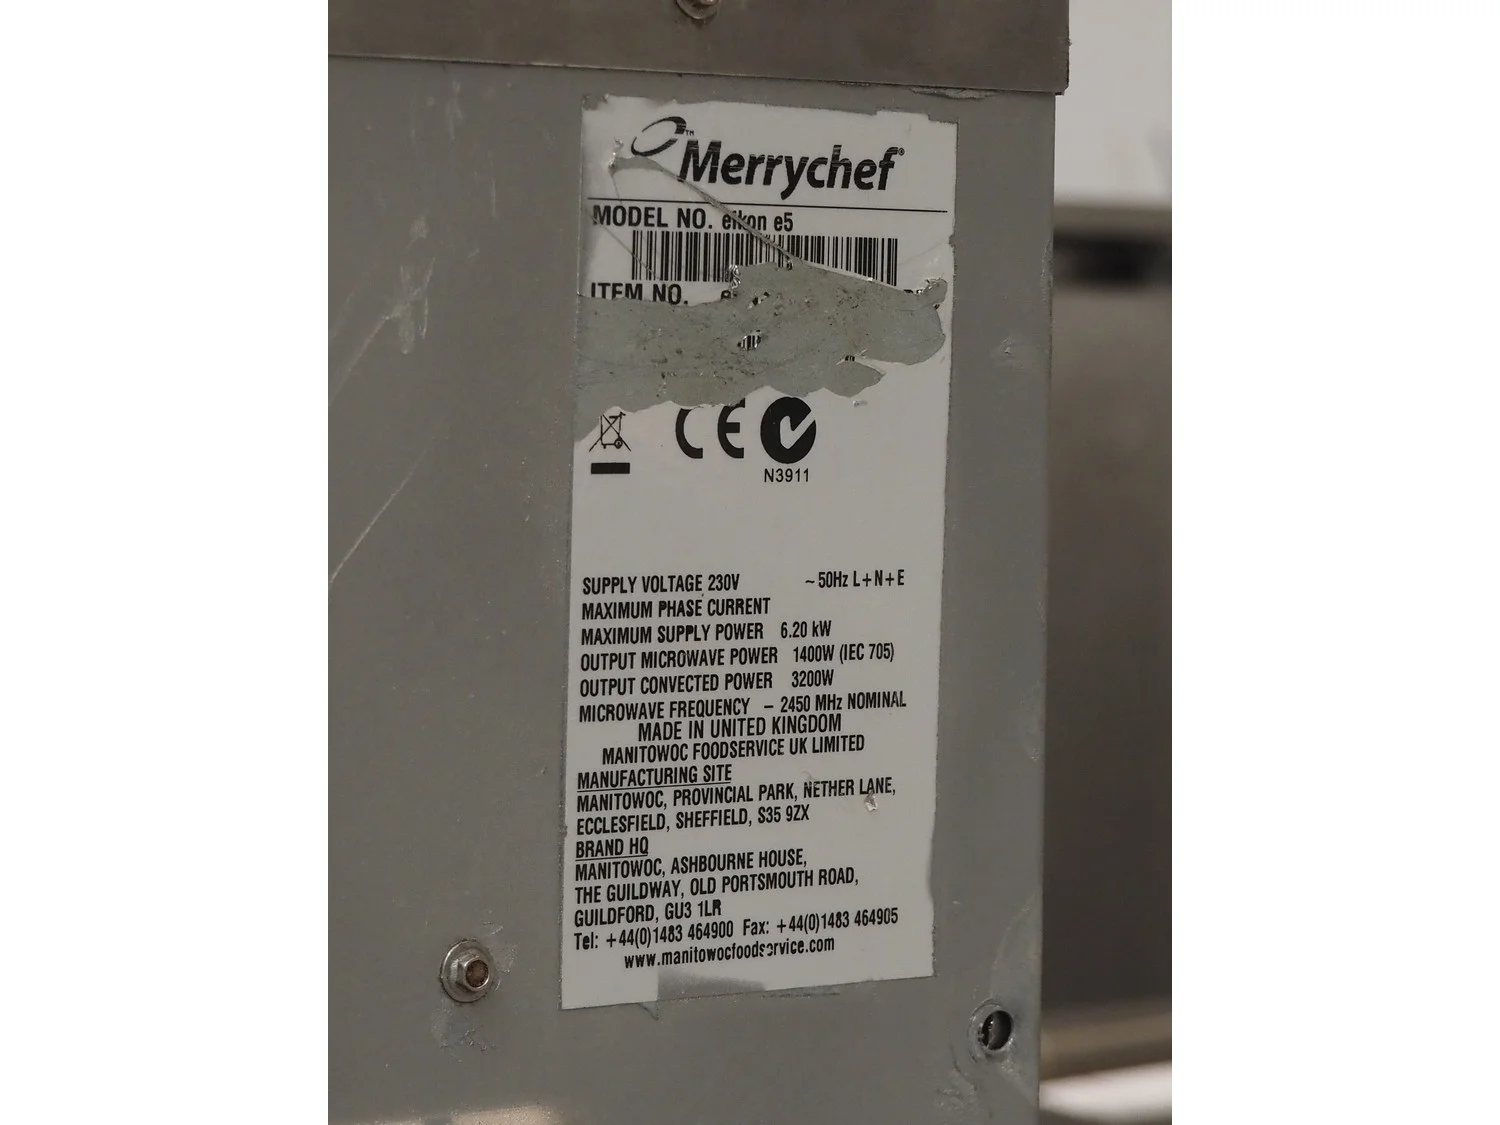 Merrychef®
MODEL NO. eikon e5
ITEM NO.
CE
N3911
SUPPLY VOLTAGE 230V ~ 50Hz L+N+E
MAXIMUM PHASE CURRENT
MAXIMUM SUPPLY POWER 6.20 kW
OUTPUT MICROWAVE POWER 1400W (IEC 705)
OUTPUT CONVECTED POWER 3200W
MICROWAVE FREQUENCY – 2450 MHz NOMINAL
MADE IN UNITED KINGDOM
MANITOWOC FOODSERVICE UK LIMITED
MANUFACTURING SITE
MANITOWOC, PROVINCIAL PARK, NETHER LANE,
ECCLESFIELD, SHEFFIELD, S35 9ZX
BRAND HQ
MANITOWOC, ASHBOURNE HOUSE,
THE GUILDWAY, OLD PORTSMOUTH ROAD,
GUILDFORD, GU3 1LR
Tel: +44(0)1483 464900 Fax: +44(0)1483 464905
www.manitowocfoodservice.com